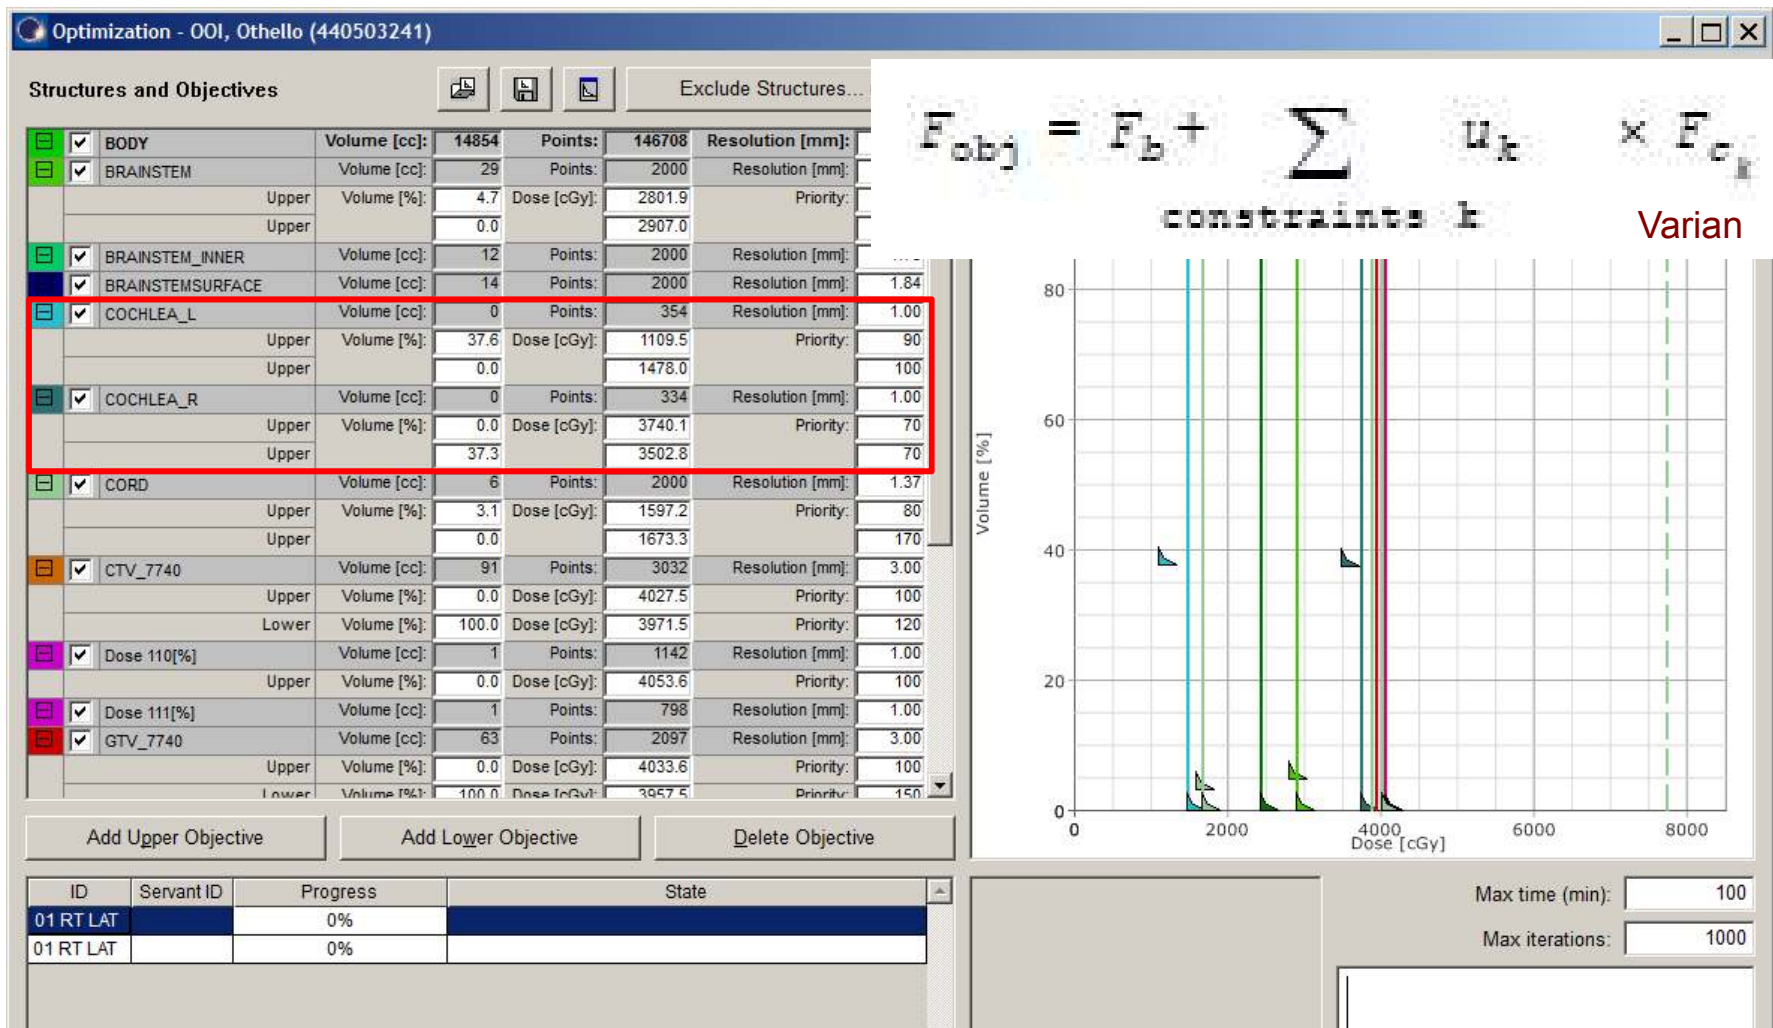 Optimization - OOI, Othello (440503241)
Structures and Objectives
Exclude Structures...
F_obj = F_b + ∑ u_k × F_c_k
constraints k
Varian
BODY Volume [cc]: 14854 Points: 146708 Resolution [mm]:
BRAINSTEM Volume [cc]: 29 Points: 2000 Resolution [mm]:
Upper Volume [%]: 4.7 Dose [cGy]: 2801.9 Priority:
Upper 0.0 2907.0
BRAINSTEM_INNER Volume [cc]: 12 Points: 2000 Resolution [mm]:
BRAINSTEMSURFACE Volume [cc]: 14 Points: 2000 Resolution [mm]: 1.84
COCHLEA_L Volume [cc]: 0 Points: 354 Resolution [mm]: 1.00
Upper Volume [%]: 37.6 Dose [cGy]: 1109.5 Priority: 90
Upper 0.0 1478.0 100
COCHLEA_R Volume [cc]: 0 Points: 334 Resolution [mm]: 1.00
Upper Volume [%]: 0.0 Dose [cGy]: 3740.1 Priority: 70
Upper 37.3 3502.8 70
CORD Volume [cc]: 6 Points: 2000 Resolution [mm]: 1.37
Upper Volume [%]: 3.1 Dose [cGy]: 1597.2 Priority: 80
Upper 0.0 1673.3 170
CTV_7740 Volume [cc]: 91 Points: 3032 Resolution [mm]: 3.00
Upper Volume [%]: 0.0 Dose [cGy]: 4027.5 Priority: 100
Lower Volume [%]: 100.0 Dose [cGy]: 3971.5 Priority: 120
Dose 110[%] Volume [cc]: 1 Points: 1142 Resolution [mm]: 1.00
Upper Volume [%]: 0.0 Dose [cGy]: 4053.6 Priority: 100
Dose 111[%] Volume [cc]: 1 Points: 798 Resolution [mm]: 1.00
GTV_7740 Volume [cc]: 63 Points: 2097 Resolution [mm]: 3.00
Upper Volume [%]: 0.0 Dose [cGy]: 4033.6 Priority: 100
Lower Volume [%]: 100.0 Dose [cGy]: 3957.5 Priority: 150
Add Upper Objective Add Lower Objective Delete Objective
80
60
40
20
0
Volume [%]
0 2000 4000 6000 8000
Dose [cGy]
ID Servant ID Progress State
01 RT LAT 0%
01 RT LAT 0%
Max time (min): 100
Max iterations: 1000